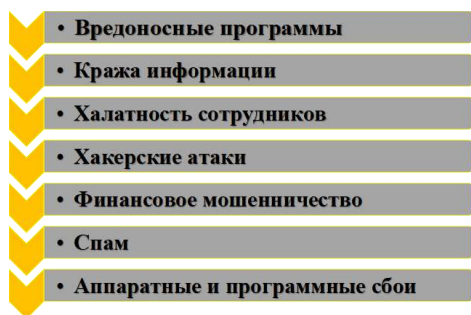 • Вредоносные программы
• Кража информации
• Халатность сотрудников
• Хакерские атаки
• Финансовое мошенничество
• Спам
• Аппаратные и программные сбои